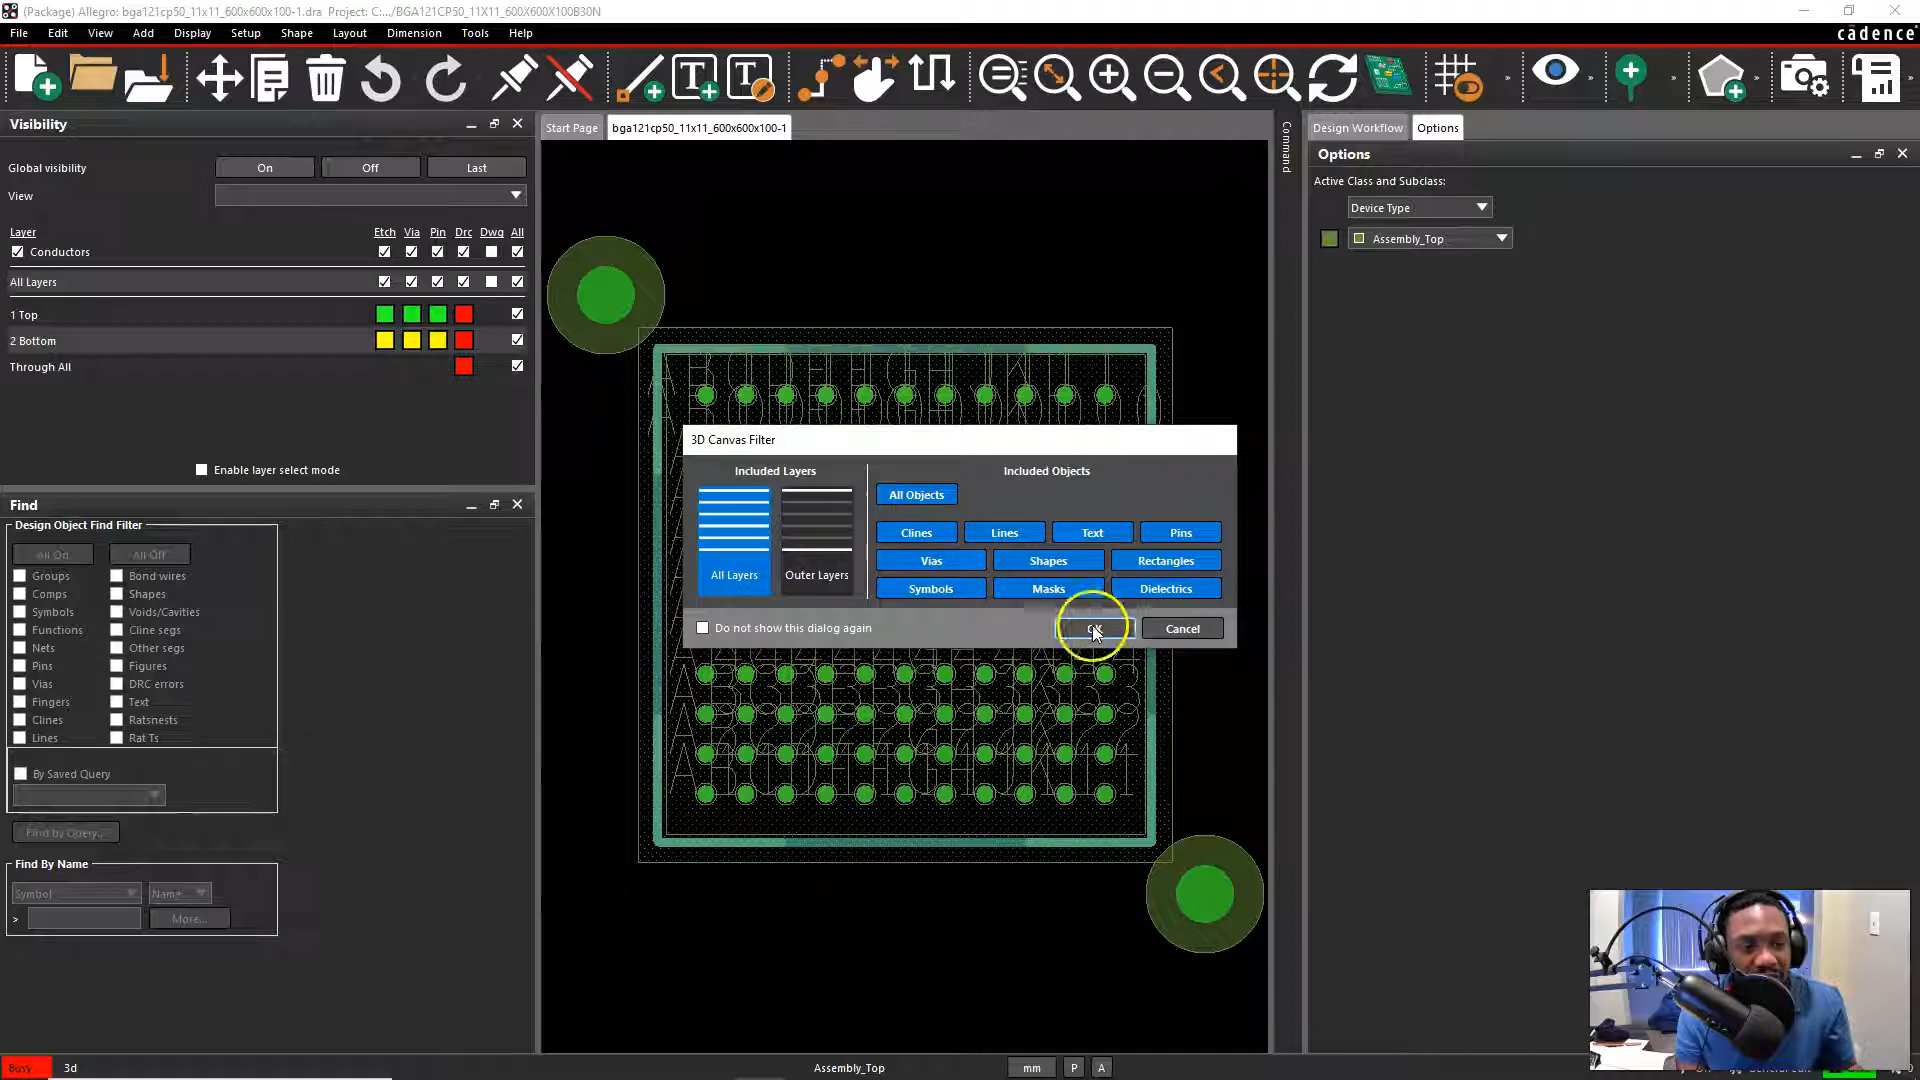 (Package) Allegro: bga121cp50_11x11_600x600x100-1.dra Project: C:.../BGA121CP50_11X11_600X600X100B30N
File Edit View Add Display Setup Shape Layout Dimension Tools Help
cādence
Visibility
Global visibility On Off Last
View
Layer Etch Via Pin Drc Dwg All
Conductors
All Layers
1 Top
2 Bottom
Through All
Enable layer select mode
Find
Design Object Find Filter
All On All Off
Groups Bond wires
Comps Shapes
Symbols Voids/Cavities
Functions Cline segs
Nets Other segs
Pins Figures
Vias DRC errors
Fingers Text
Clines Ratsnests
Lines Rat Ts
By Saved Query
Find by Query...
Find By Name
Symbol Name
> More...
Start Page bga121cp50_11x11_600x600x100-1
Command
3D Canvas Filter
Included Layers Included Objects
All Objects
Clines Lines Text Pins
Vias Shapes Rectangles
All Layers Outer Layers
Symbols Masks Dielectrics
Do not show this dialog again OK Cancel
Design Workflow Options
Options
Active Class and Subclass:
Device Type
Assembly_Top
Busy 3d Assembly_Top mm P A